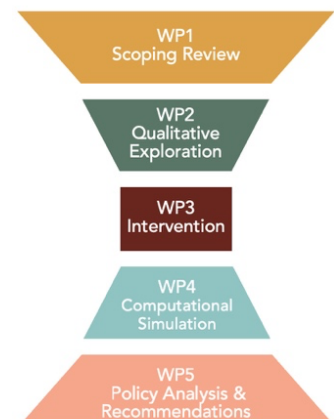 WP1
Scoping Review
WP2
Qualitative
Exploration
WP3
Intervention
WP4
Computational
Simulation
WP5
Policy Analysis &
Recommendations